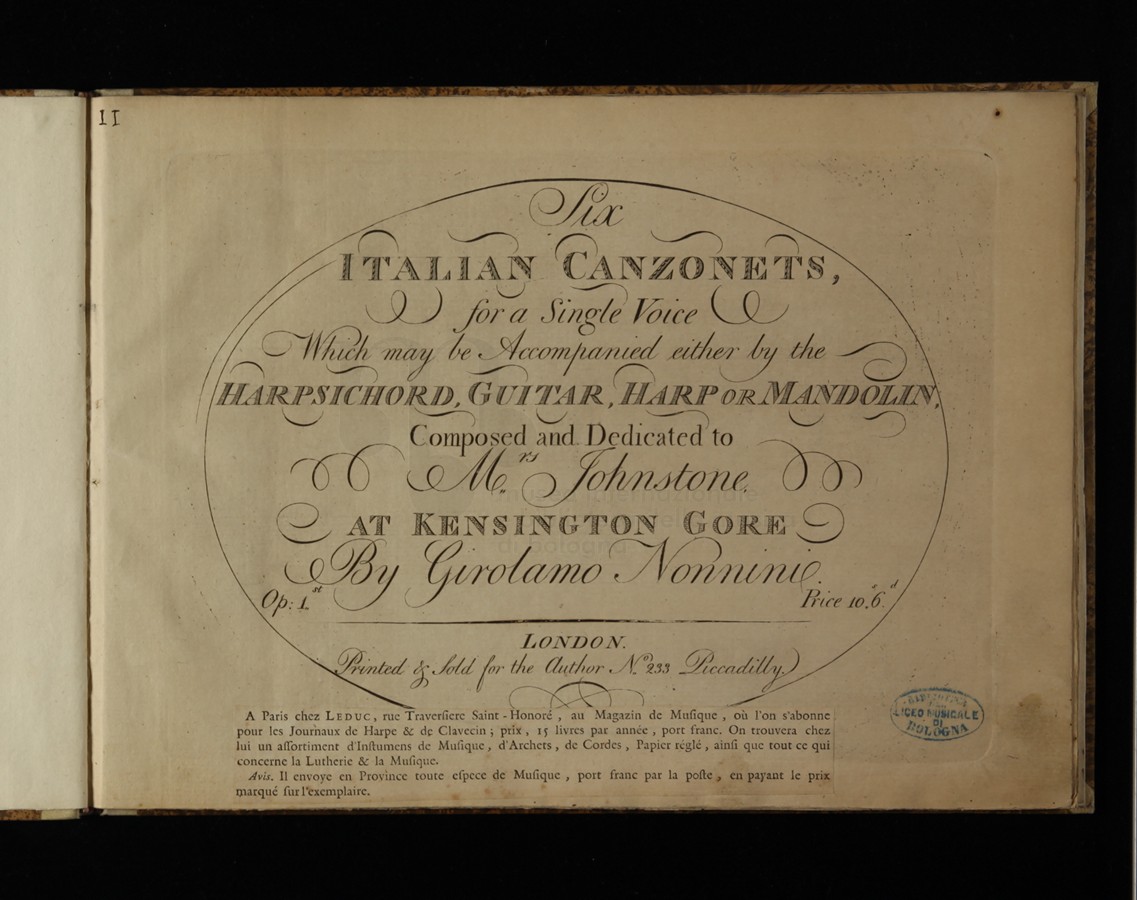 11
Six
ITALIAN CANZONETS,
for a Single Voice
Which may be Accompanied either by the
HARPSICHORD, GUITAR, HARP OR MANDOLIN,
Composed and Dedicated to
Mrs Johnstone,
AT KENSINGTON GORE
By Girolamo Nonnini.
Op: 1.st Price 10.s 6.d
LONDON.
Printed & Sold for the Author No. 233 Piccadilly.
A Paris chez LEDUC, rue Traverſiere Saint-Honoré, au Magazin de Muſique, où l'on s'abonne
pour les Journaux de Harpe & de Clavecin; prix, 15 livres par année, port franc. On trouvera chez
lui un aſſortiment d'Inſtumens de Muſique, d'Archets, de Cordes, Papier réglé, ainſi que tout ce qui
concerne la Lutherie & la Muſique.
Avis. Il envoye en Province toute eſpece de Muſique, port franc par la poſte, en payant le prix
marqué ſur l'exemplaire.
LICEO MUSICALE
DI
BOLOGNA